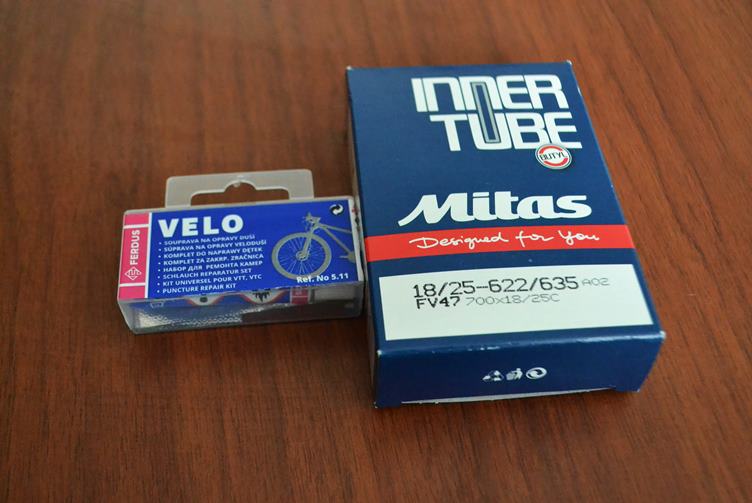 FERDUS
VELO
• SOUPRAVA NA OPRAVY DUŠÍ
• SÚPRAVA NA OPRAVY VELODUŠÍ
• KOMPLET DO NAPRAWY DĘTEK
• KOMPLET ZA ZAKRP. ZRAČNICA
• НАБОР ДЛЯ РЕМОНТА КАМЕР
• SCHLAUCH REPARATUR SET
• KIT UNIVERSEL POUR VTT, VTC
• PUNCTURE REPAIR KIT
Ref. No 5.11
INNER
TUBE
BUTYL
Mitas
Designed for you
18/25-622/635 A02
FV47 700x18/25C